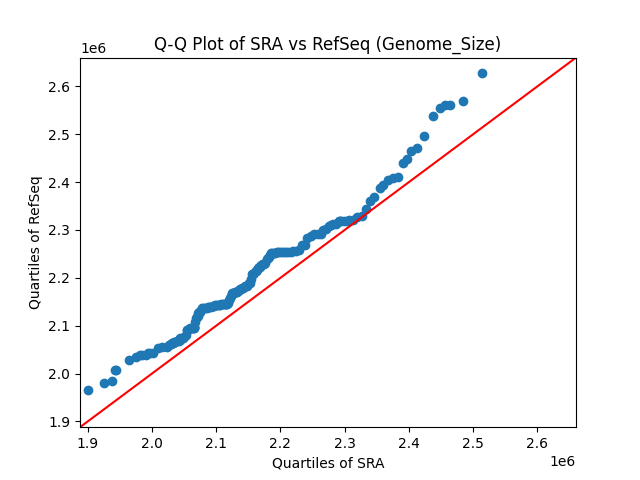 Q-Q Plot of SRA vs RefSeq (Genome_Size)
1e6
2.6
2.5
2.4
2.3
2.2
2.1
2.0
1.9
Quartiles of RefSeq
1.9 2.0 2.1 2.2 2.3 2.4 2.5 2.6
1e6
Quartiles of SRA